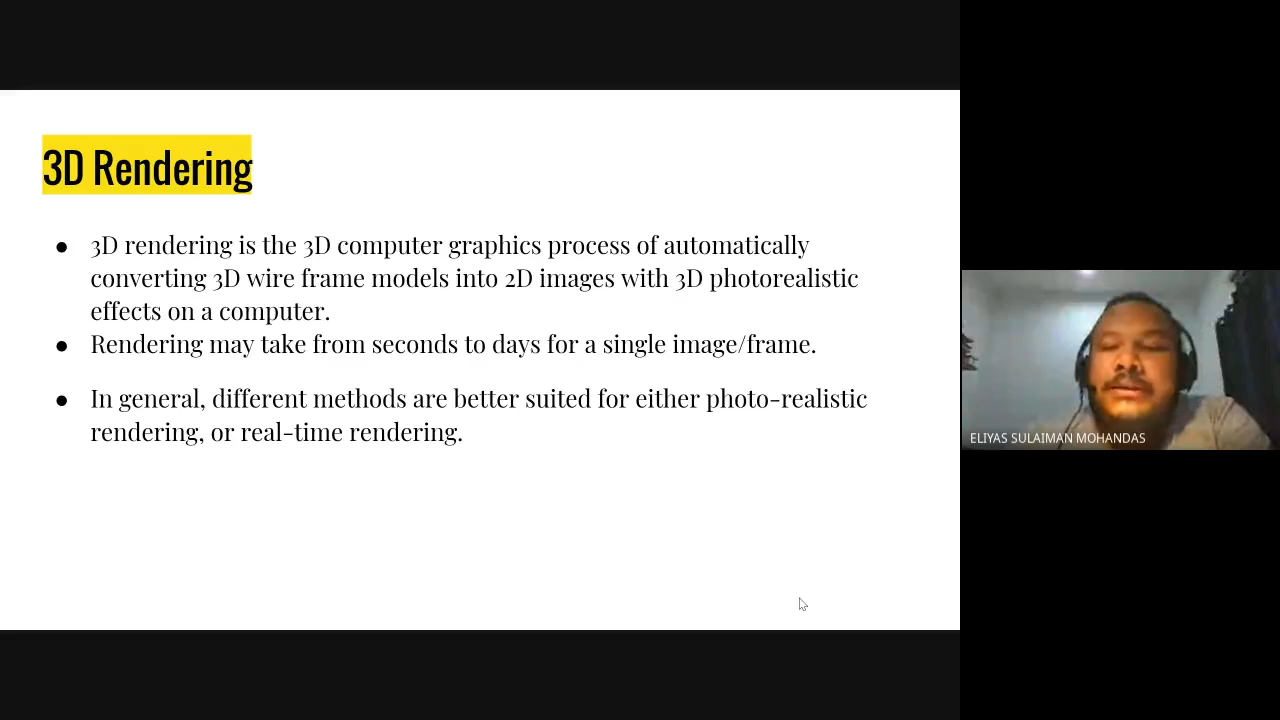 3D Rendering
● 3D rendering is the 3D computer graphics process of automatically
converting 3D wire frame models into 2D images with 3D photorealistic
effects on a computer.
● Rendering may take from seconds to days for a single image/frame.
● In general, different methods are better suited for either photo-realistic
rendering, or real-time rendering.
ELIYAS SULAIMAN MOHANDAS